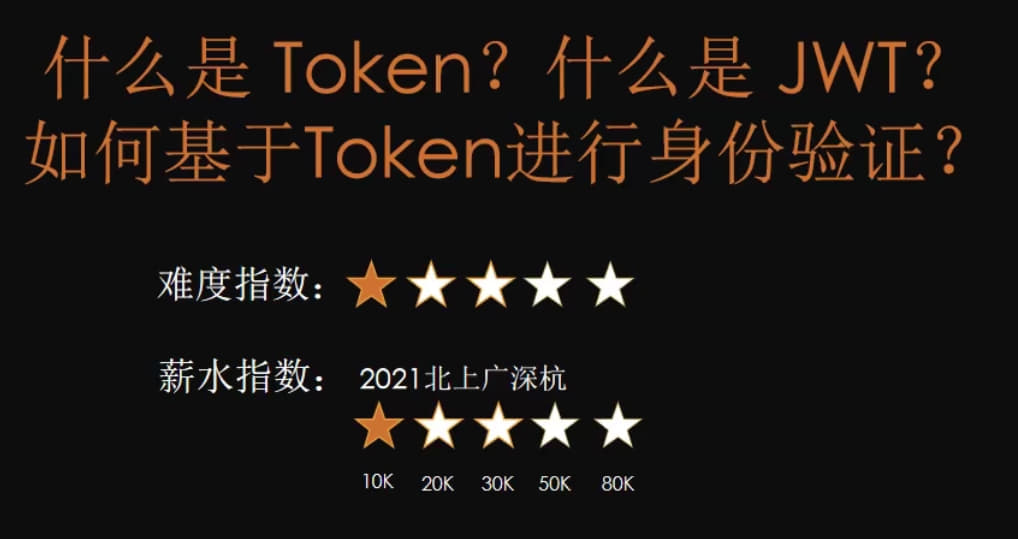 什么是 Token？什么是 JWT？
如何基于Token进行身份验证？
难度指数：
薪水指数： 2021北上广深杭
10K 20K 30K 50K 80K